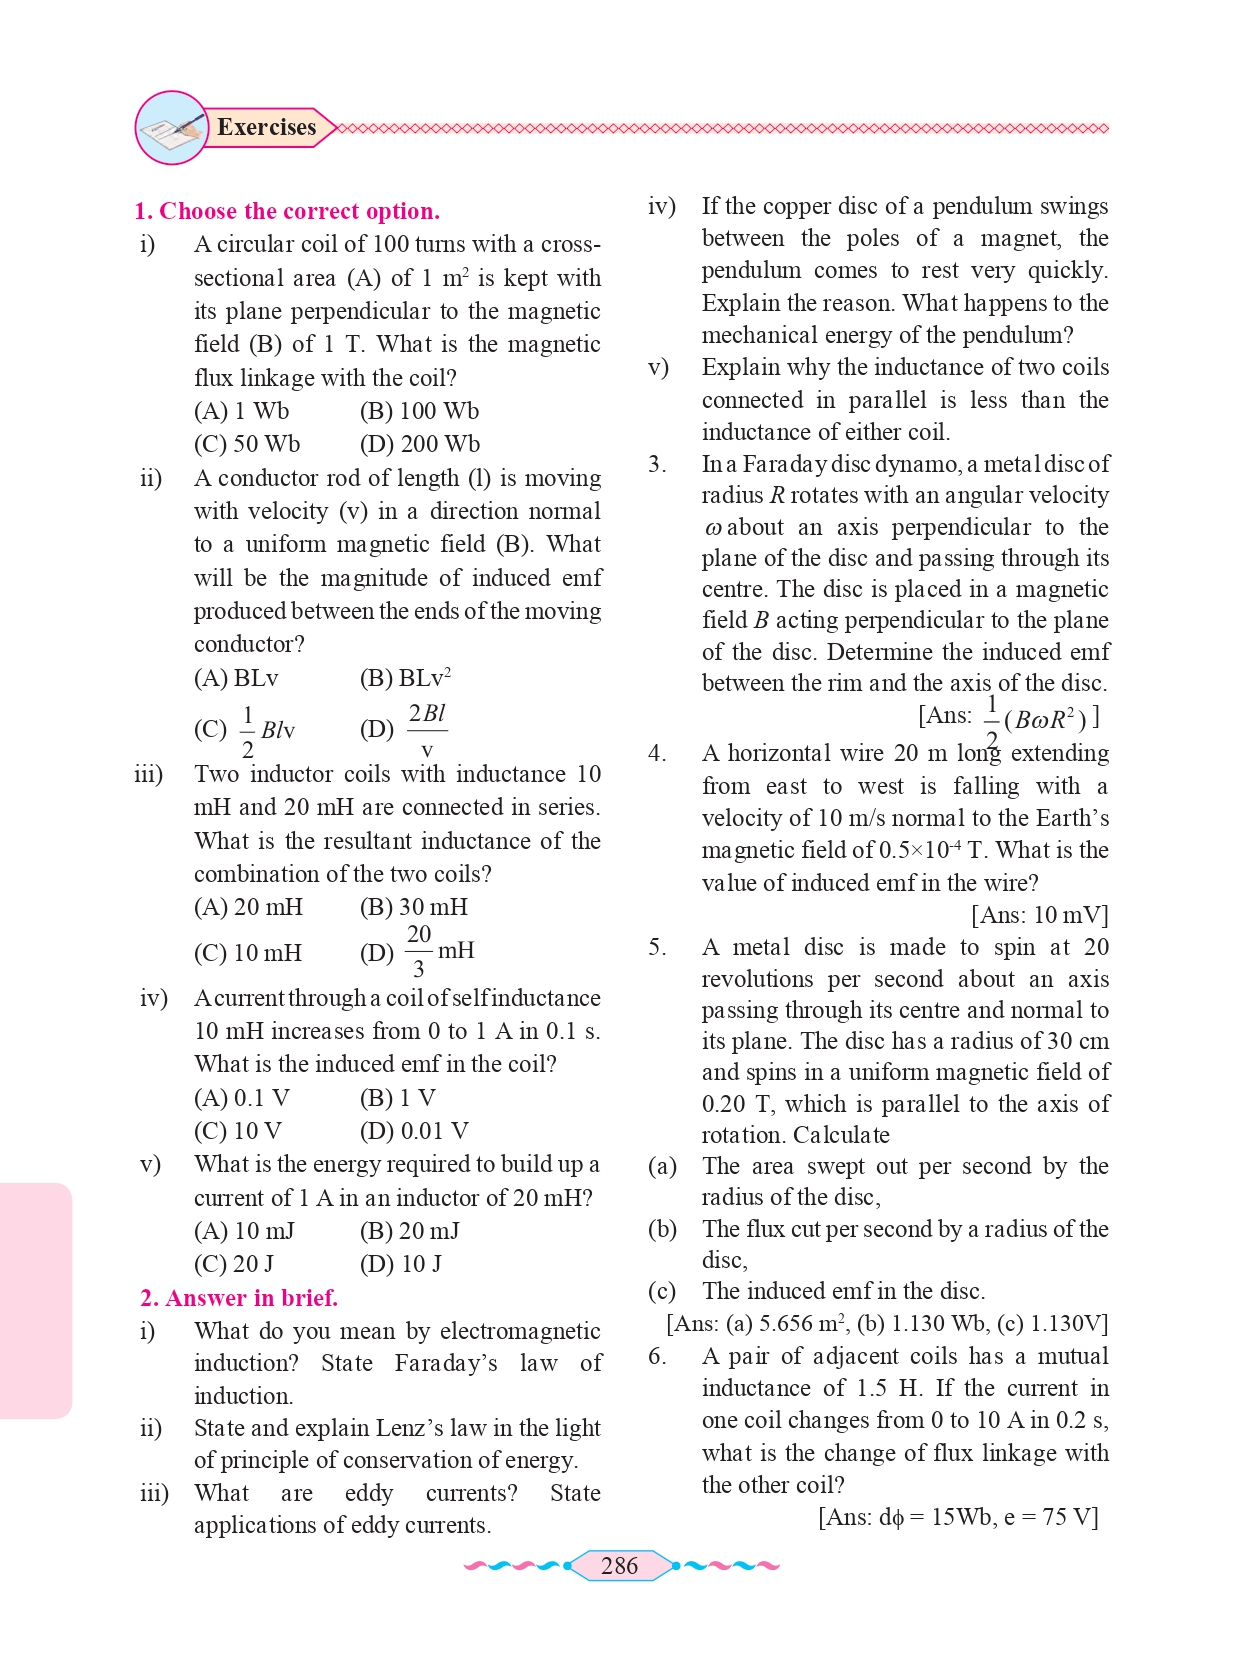 Exercises
1. Choose the correct option.
i) A circular coil of 100 turns with a cross-
sectional area (A) of 1 m² is kept with
its plane perpendicular to the magnetic
field (B) of 1 T. What is the magnetic
flux linkage with the coil?
(A) 1 Wb (B) 100 Wb
(C) 50 Wb (D) 200 Wb
ii) A conductor rod of length (l) is moving
with velocity (v) in a direction normal
to a uniform magnetic field (B). What
will be the magnitude of induced emf
produced between the ends of the moving
conductor?
(A) BLv (B) BLv²
(C) 1/2 Blv (D) 2Bl/v
iii) Two inductor coils with inductance 10
mH and 20 mH are connected in series.
What is the resultant inductance of the
combination of the two coils?
(A) 20 mH (B) 30 mH
(C) 10 mH (D) 20/3 mH
iv) A current through a coil of self inductance
10 mH increases from 0 to 1 A in 0.1 s.
What is the induced emf in the coil?
(A) 0.1 V (B) 1 V
(C) 10 V (D) 0.01 V
v) What is the energy required to build up a
current of 1 A in an inductor of 20 mH?
(A) 10 mJ (B) 20 mJ
(C) 20 J (D) 10 J
2. Answer in brief.
i) What do you mean by electromagnetic
induction? State Faraday’s law of
induction.
ii) State and explain Lenz’s law in the light
of principle of conservation of energy.
iii) What are eddy currents? State
applications of eddy currents.
iv) If the copper disc of a pendulum swings
between the poles of a magnet, the
pendulum comes to rest very quickly.
Explain the reason. What happens to the
mechanical energy of the pendulum?
v) Explain why the inductance of two coils
connected in parallel is less than the
inductance of either coil.
3. In a Faraday disc dynamo, a metal disc of
radius R rotates with an angular velocity
ω about an axis perpendicular to the
plane of the disc and passing through its
centre. The disc is placed in a magnetic
field B acting perpendicular to the plane
of the disc. Determine the induced emf
between the rim and the axis of the disc.
[Ans: 1/2 (BωR²) ]
4. A horizontal wire 20 m long extending
from east to west is falling with a
velocity of 10 m/s normal to the Earth’s
magnetic field of 0.5×10⁻⁴ T. What is the
value of induced emf in the wire?
[Ans: 10 mV]
5. A metal disc is made to spin at 20
revolutions per second about an axis
passing through its centre and normal to
its plane. The disc has a radius of 30 cm
and spins in a uniform magnetic field of
0.20 T, which is parallel to the axis of
rotation. Calculate
(a) The area swept out per second by the
radius of the disc,
(b) The flux cut per second by a radius of the
disc,
(c) The induced emf in the disc.
[Ans: (a) 5.656 m², (b) 1.130 Wb, (c) 1.130V]
6. A pair of adjacent coils has a mutual
inductance of 1.5 H. If the current in
one coil changes from 0 to 10 A in 0.2 s,
what is the change of flux linkage with
the other coil?
[Ans: dϕ = 15Wb, e = 75 V]
286